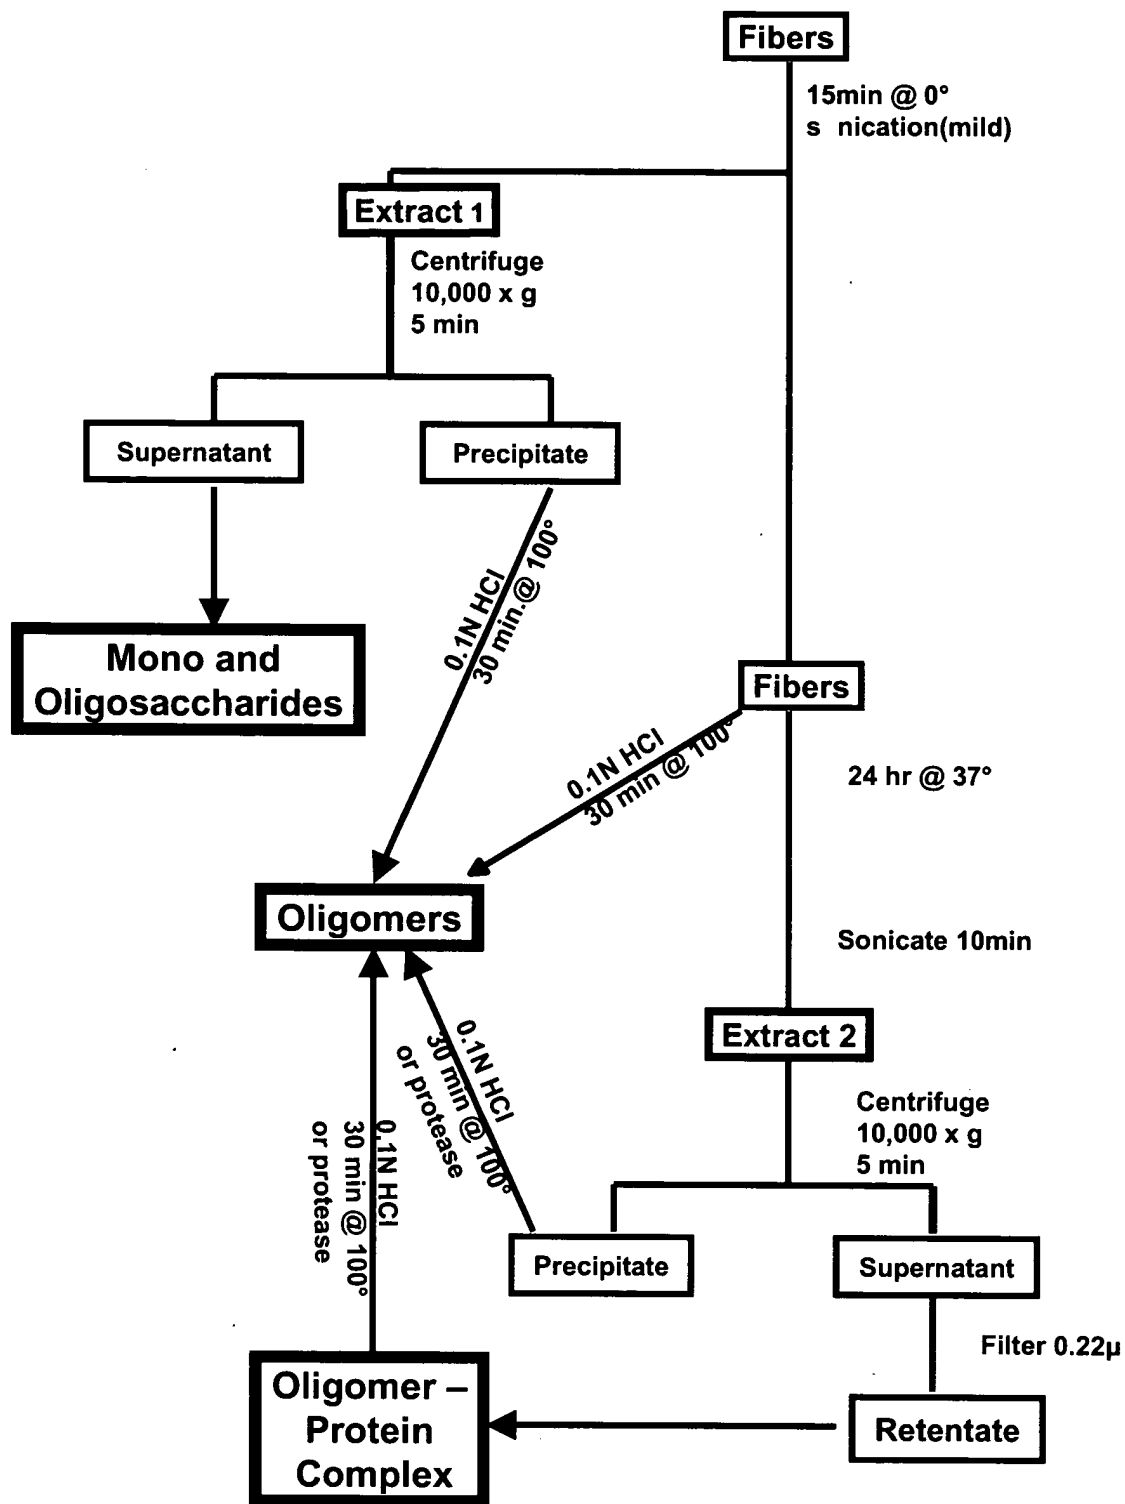 Fibers
15min @ 0°
s nication(mild)
Extract 1
Centrifuge
10,000 x g
5 min
Supernatant
Precipitate
0.1N HCl
30 min.@ 100°
Mono and
Oligosaccharides
Fibers
0.1N HCl
30 min @ 100°
24 hr @ 37°
Oligomers
Sonicate 10min
Extract 2
0.1N HCl
30 min @ 100°
or protease
Centrifuge
10,000 x g
5 min
0.1N HCl
30 min @ 100°
or protease
Precipitate
Supernatant
Filter 0.22µ
Oligomer –
Protein
Complex
Retentate